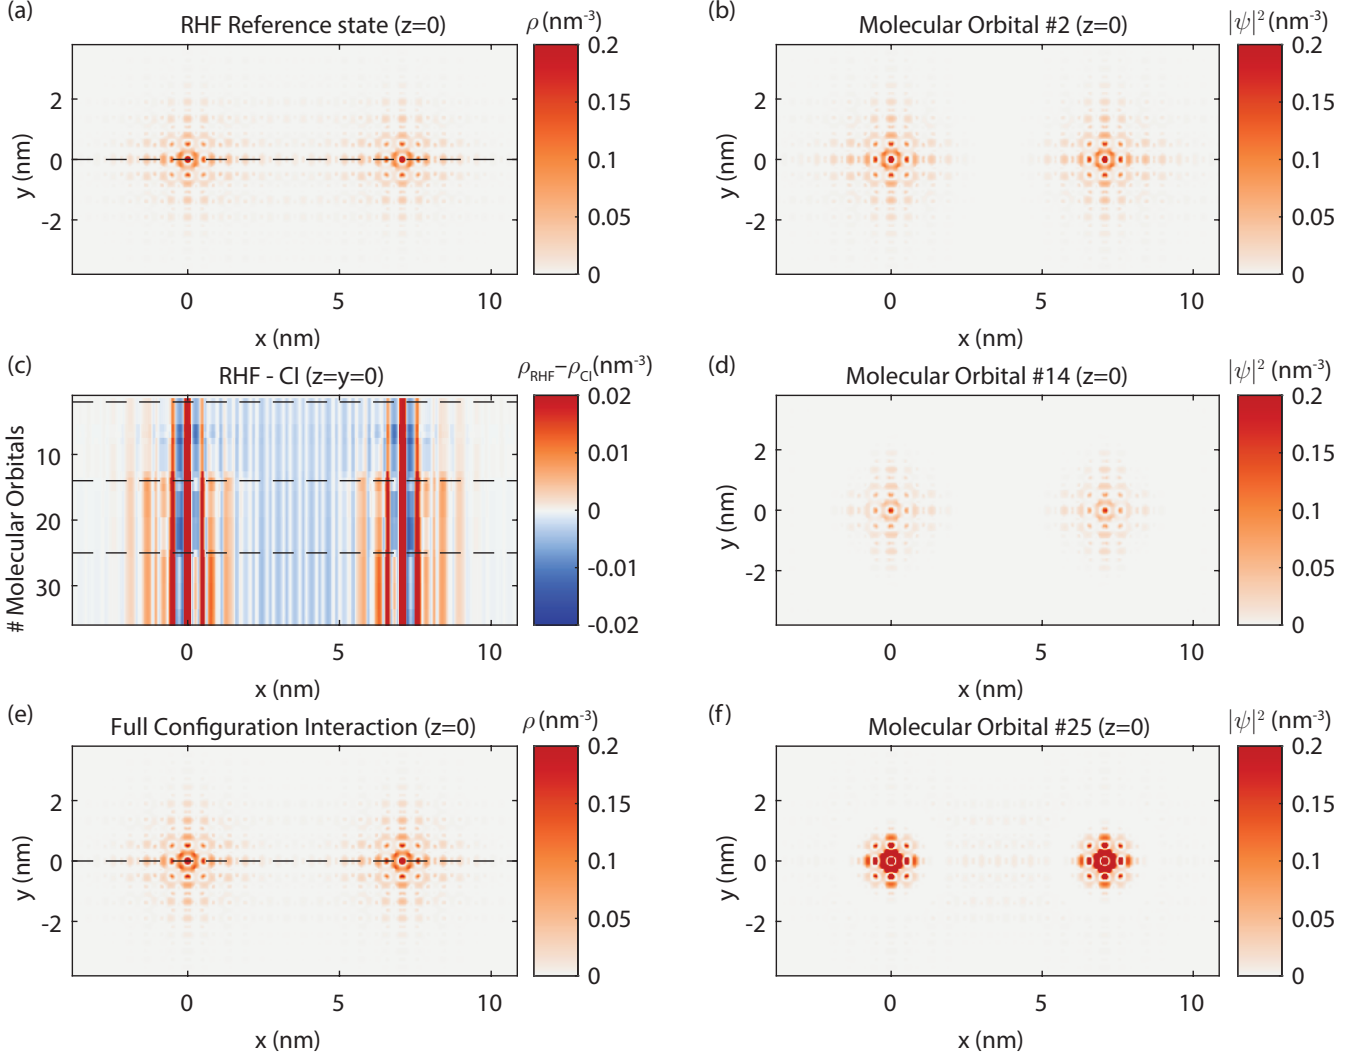 (a)
RHF Reference state (z=0)
ρ (nm-3)
0.2
0.15
0.1
0.05
0
2
0
-2
y (nm)
0
5
10
x (nm)
(b)
Molecular Orbital #2 (z=0)
|ψ|² (nm-3)
0.2
0.15
0.1
0.05
0
2
0
-2
y (nm)
0
5
10
x (nm)
(c)
RHF - CI (z=y=0)
ρRHF−ρCI(nm-3)
0.02
0.01
0
-0.01
-0.02
10
20
30
# Molecular Orbitals
0
5
10
x (nm)
(d)
Molecular Orbital #14 (z=0)
|ψ|² (nm-3)
0.2
0.15
0.1
0.05
0
2
0
-2
y (nm)
0
5
10
x (nm)
(e)
Full Configuration Interaction (z=0)
ρ (nm-3)
0.2
0.15
0.1
0.05
0
2
0
-2
y (nm)
0
5
10
x (nm)
(f)
Molecular Orbital #25 (z=0)
|ψ|² (nm-3)
0.2
0.15
0.1
0.05
0
2
0
-2
y (nm)
0
5
10
x (nm)